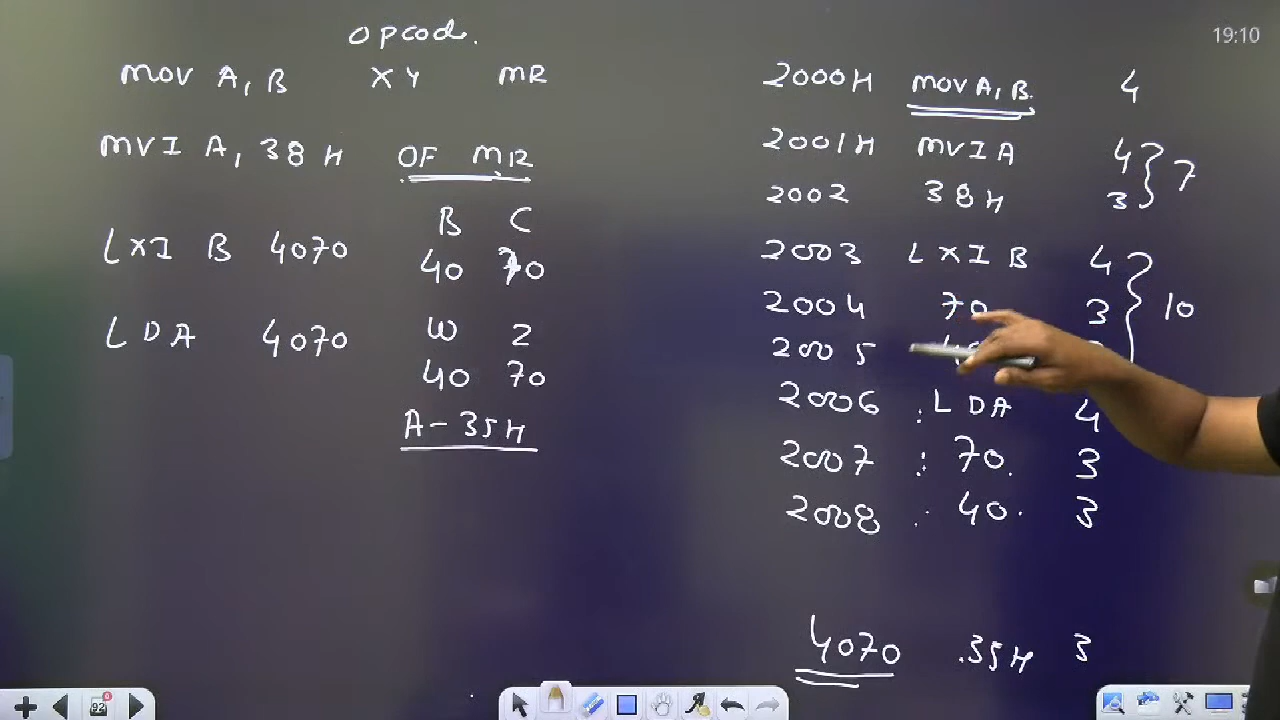 opcod.
MOV A, B XY MR
MVI A, 38H OF MR
B C
LXI B 4070 40 70
LDA 4070 W Z
40 70
A - 35H
19:10
2000H MOV A, B. 4
2001H MVI A 4
2002 38H 3
7
2003 LXI B 4
2004 70 3
10
2005
2006 : LDA 4
2007 : 70. 3
2008 : 40. 3
4070 .35H 3
92